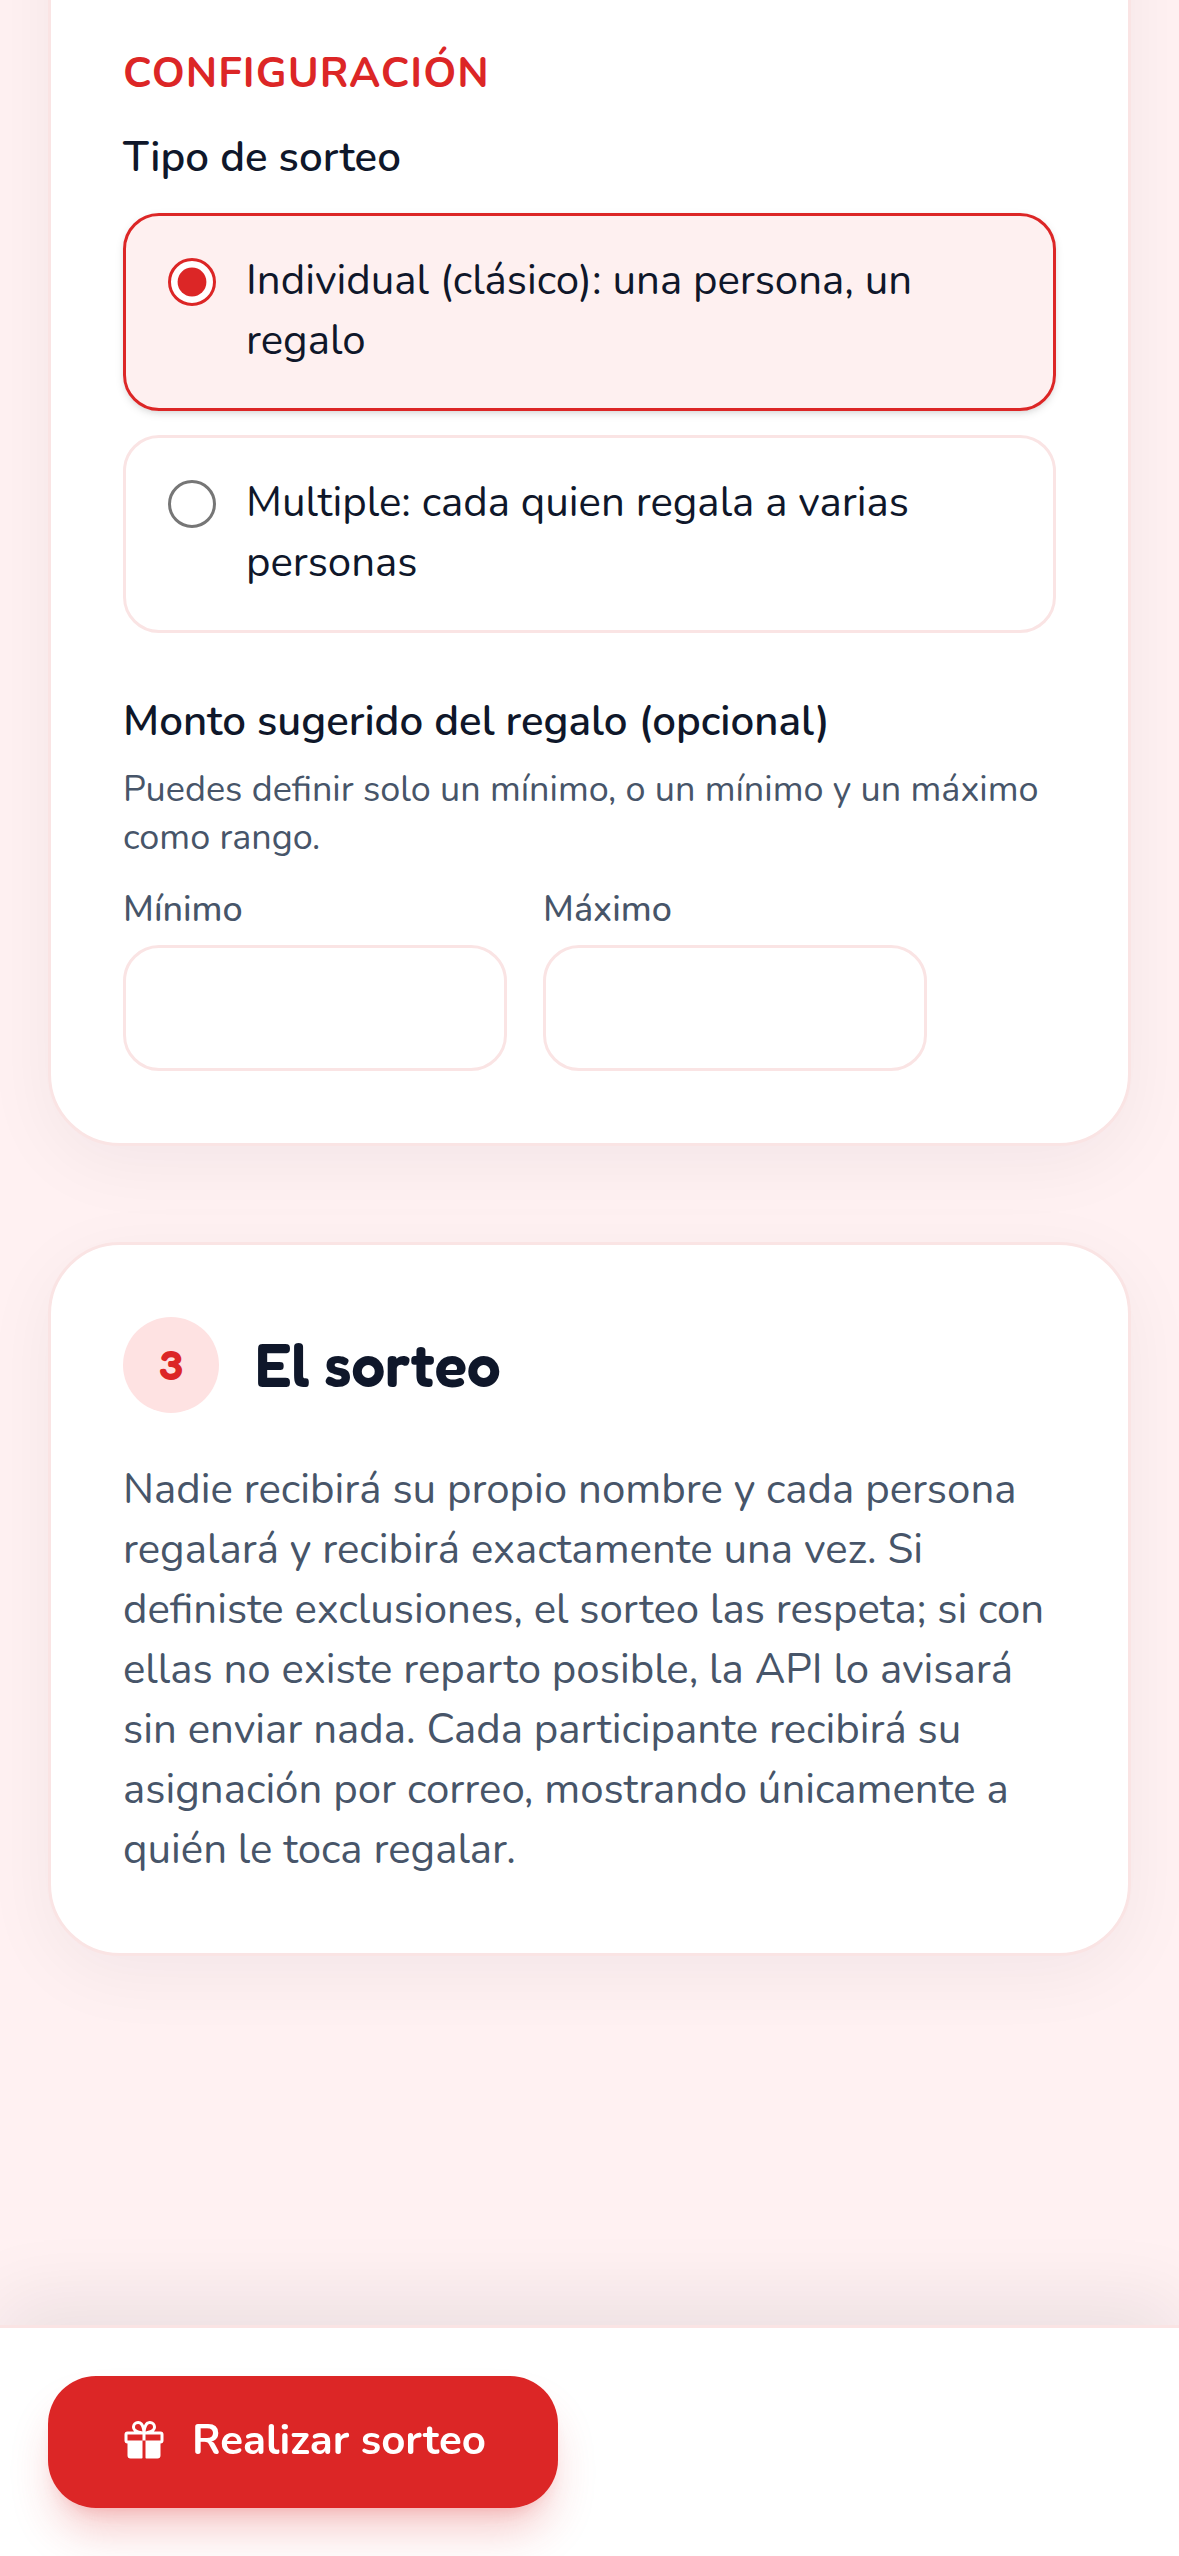 CONFIGURACIÓN
Tipo de sorteo
Individual (clásico): una persona, un
regalo
Multiple: cada quien regala a varias
personas
Monto sugerido del regalo (opcional)
Puedes definir solo un mínimo, o un mínimo y un máximo
como rango.
Mínimo
Máximo
3
El sorteo
Nadie recibirá su propio nombre y cada persona
regalará y recibirá exactamente una vez. Si
definiste exclusiones, el sorteo las respeta; si con
ellas no existe reparto posible, la API lo avisará
sin enviar nada. Cada participante recibirá su
asignación por correo, mostrando únicamente a
quién le toca regalar.
Realizar sorteo